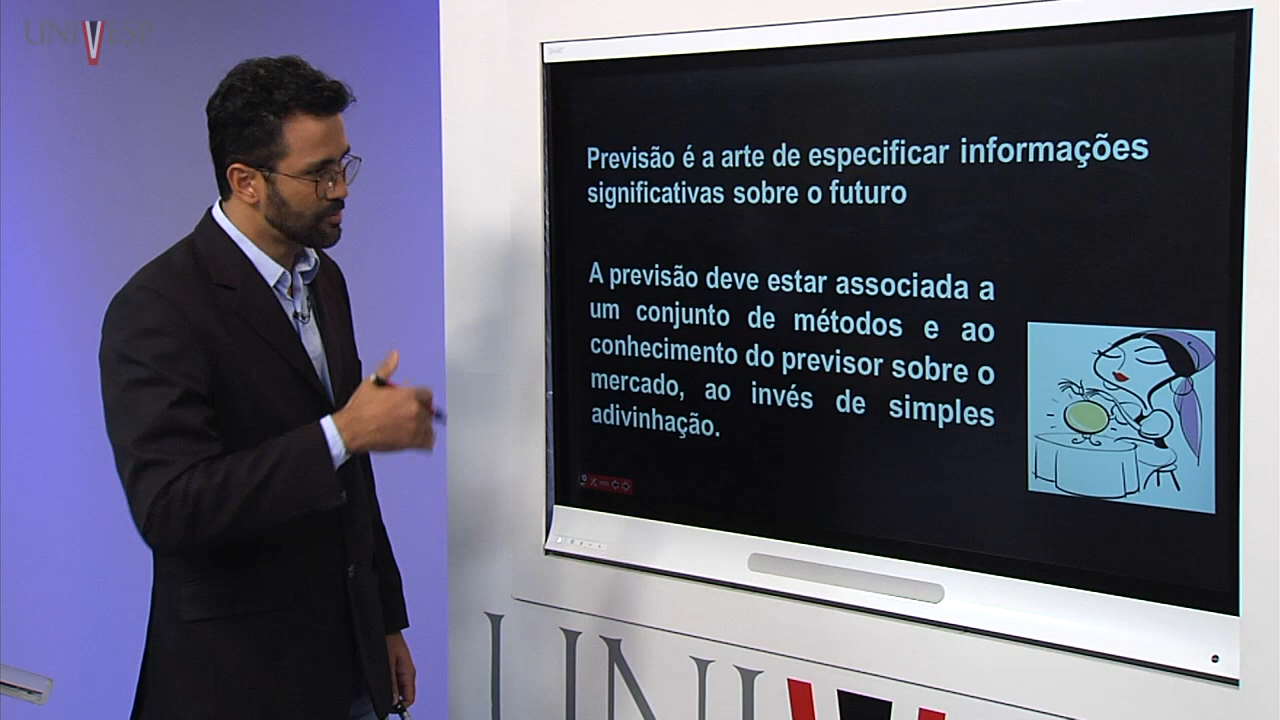 UNIVESP
Previsão é a arte de especificar informações
significativas sobre o futuro
A previsão deve estar associada a
um conjunto de métodos e ao
conhecimento do previsor sobre o
mercado, ao invés de simples
adivinhação.
UNIV